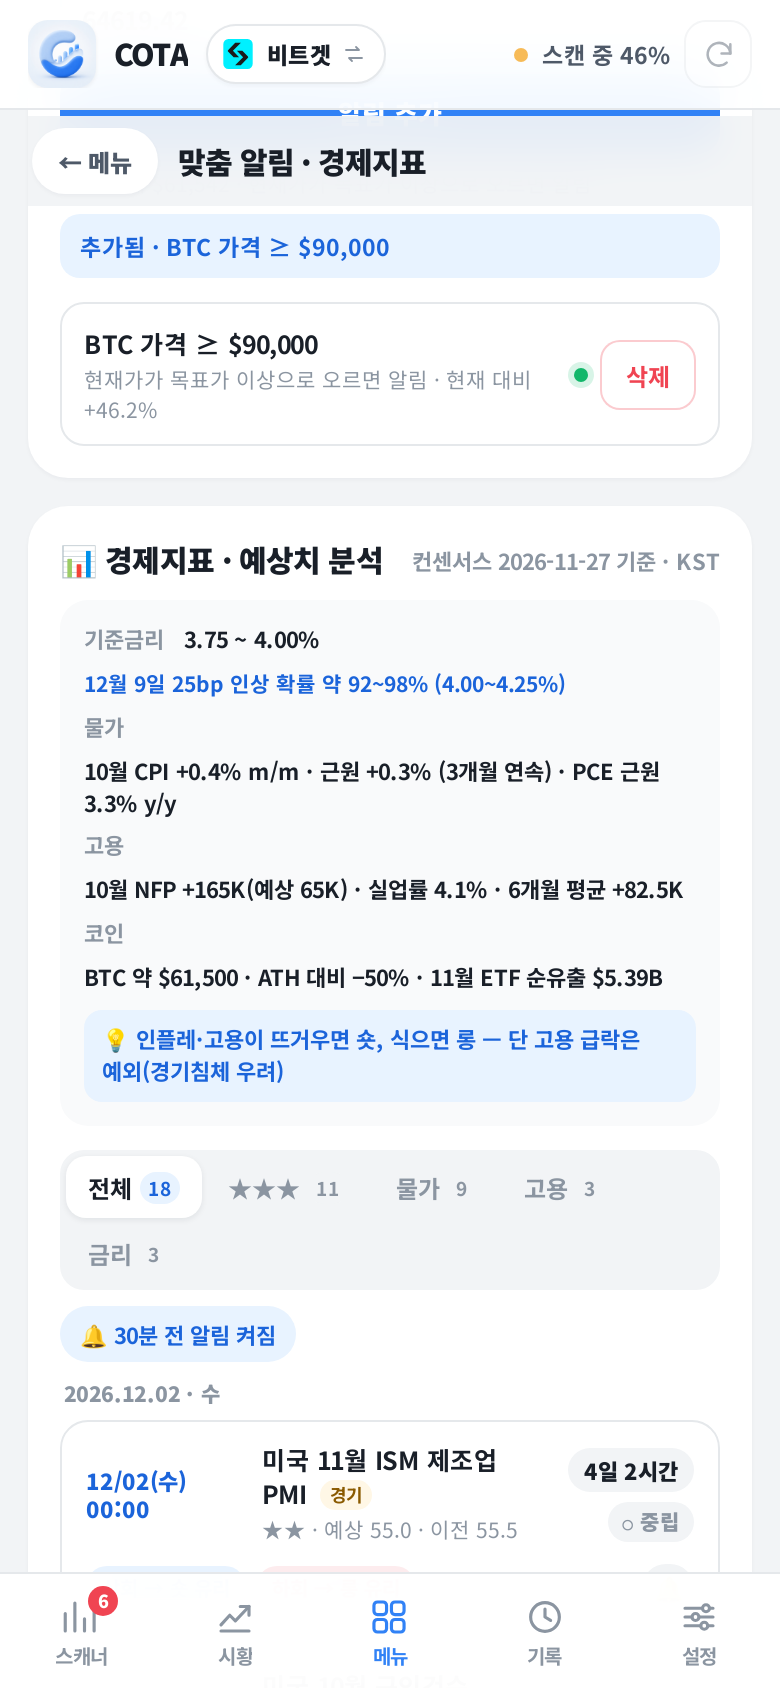 COTA
비트겟
스캔 중 46%
← 메뉴
맞춤 알림 · 경제지표
추가됨 · BTC 가격 ≥ $90,000
BTC 가격 ≥ $90,000
현재가가 목표가 이상으로 오르면 알림 · 현재 대비
+46.2%
삭제
📊 경제지표 · 예상치 분석
컨센서스 2026-11-27 기준 · KST
기준금리 3.75 ~ 4.00%
12월 9일 25bp 인상 확률 약 92~98% (4.00~4.25%)
물가
10월 CPI +0.4% m/m · 근원 +0.3% (3개월 연속) · PCE 근원
3.3% y/y
고용
10월 NFP +165K(예상 65K) · 실업률 4.1% · 6개월 평균 +82.5K
코인
BTC 약 $61,500 · ATH 대비 −50% · 11월 ETF 순유출 $5.39B
💡 인플레·고용이 뜨거우면 숏, 식으면 롱 — 단 고용 급락은
예외(경기침체 우려)
전체 18
★★★ 11
물가 9
고용 3
금리 3
🔔 30분 전 알림 켜짐
2026.12.02 · 수
12/02(수)
00:00
미국 11월 ISM 제조업
PMI 경기
★★ · 예상 55.0 · 이전 55.5
4일 2시간
○ 중립
6
스캐너
시황
메뉴
기록
설정